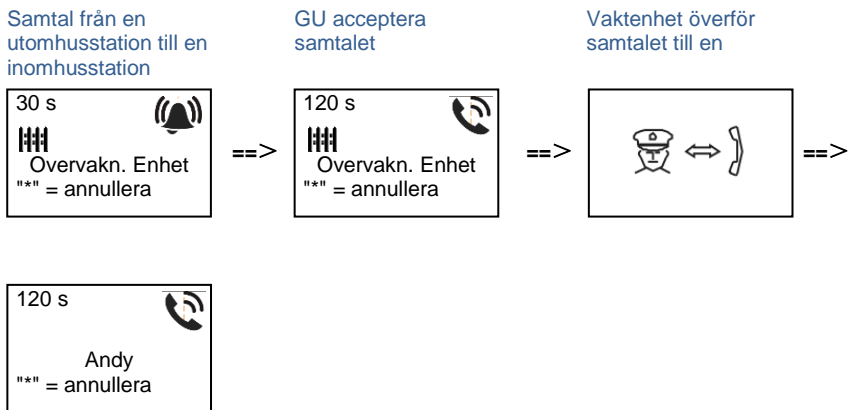 Samtal från en
utomhusstation till en
inomhusstation
GU acceptera
samtalet
Vaktenhet överför
samtalet till en
30 s
Overvakn. Enhet
"*" = annullera
==>
120 s
Overvakn. Enhet
"*" = annullera
==>
==>
120 s
Andy
"*" = annullera